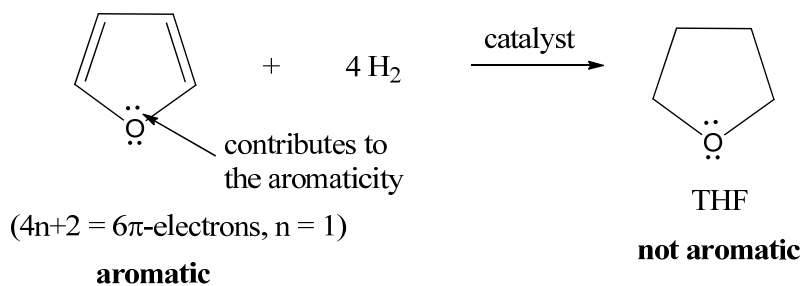 + 4 H₂
catalyst
O
contributes to
the aromaticity
(4n+2 = 6π-electrons, n = 1)
aromatic
O
THF
not aromatic